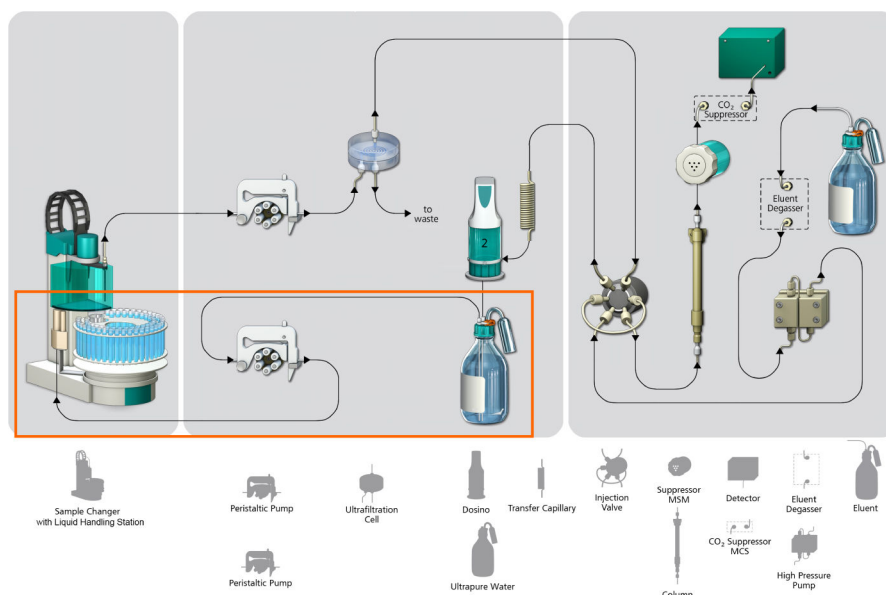 CO2
Suppressor
Eluent
Degasser
to
waste
2
Sample Changer
with Liquid Handling Station
Peristaltic Pump
Ultrafiltration
Cell
Dosino
Transfer Capillary
Injection
Valve
Suppressor
MSM
Detector
Eluent
Degasser
Eluent
CO2 Suppressor
MCS
Peristaltic Pump
Ultrapure Water
High Pressure
Pump
Column